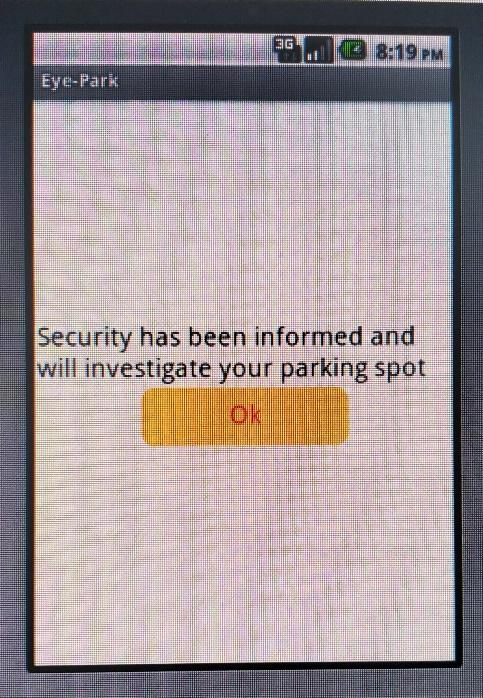 3G 8:19 PM
Eye-Park
Security has been informed and
will investigate your parking spot
Ok